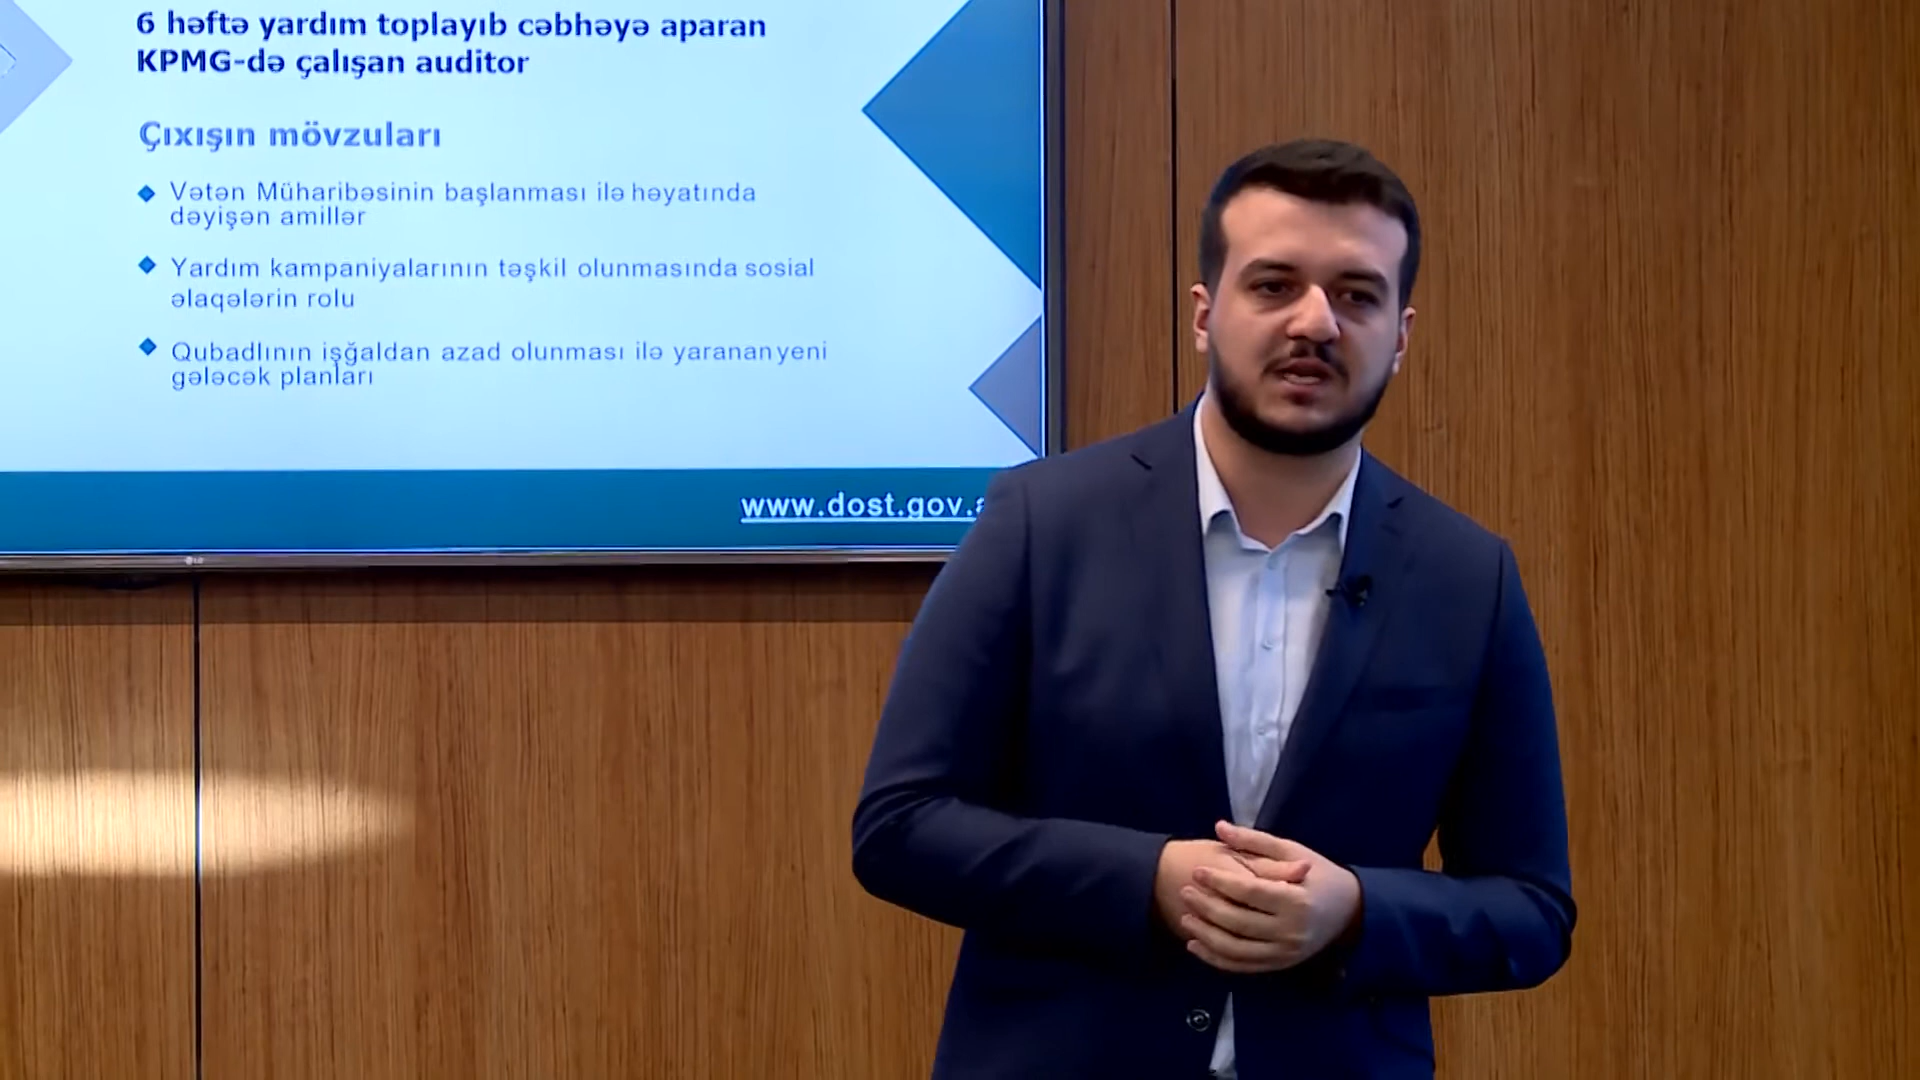 6 həftə yardım toplayıb cəbhəyə aparan
KPMG-də çalışan auditor
Çıxışın mövzuları
Vətən Müharibəsinin başlanması ilə həyatında
dəyişən amillər
Yardım kampaniyalarının təşkil olunmasında sosial
əlaqələrin rolu
Qubadlının işğaldan azad olunması ilə yaranan yeni
gələcək planları
www.dost.gov.a
LG